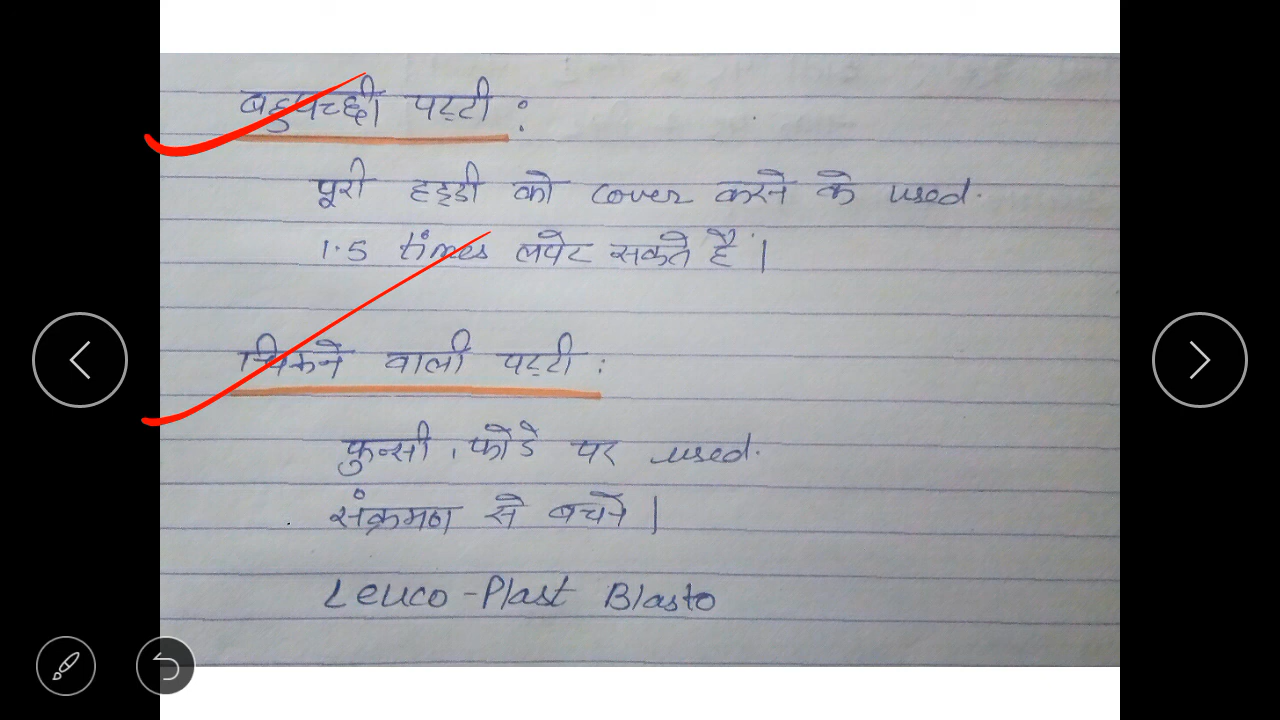 बहुपच्छी पट्टी :
पूरी हड्डी को cover करने के used.
1.5 times लपेट सकते है |
चिकने वाली पट्टी :
फुन्सी, फोडे पर used.
संक्रमण से बचने |
Leuco-Plast Blasto